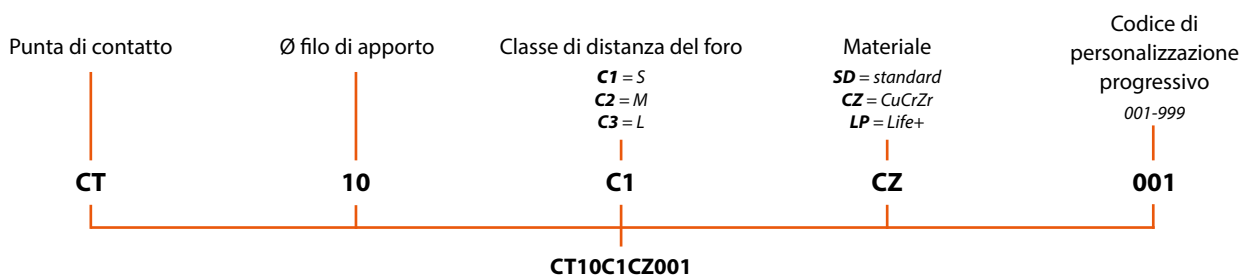 Punta di contatto
Ø filo di apporto
Classe di distanza del foro
C1 = S
C2 = M
C3 = L
Materiale
SD = standard
CZ = CuCrZr
LP = Life+
Codice di
personalizzazione
progressivo
001-999
CT
10
C1
CZ
001
CT10C1CZ001